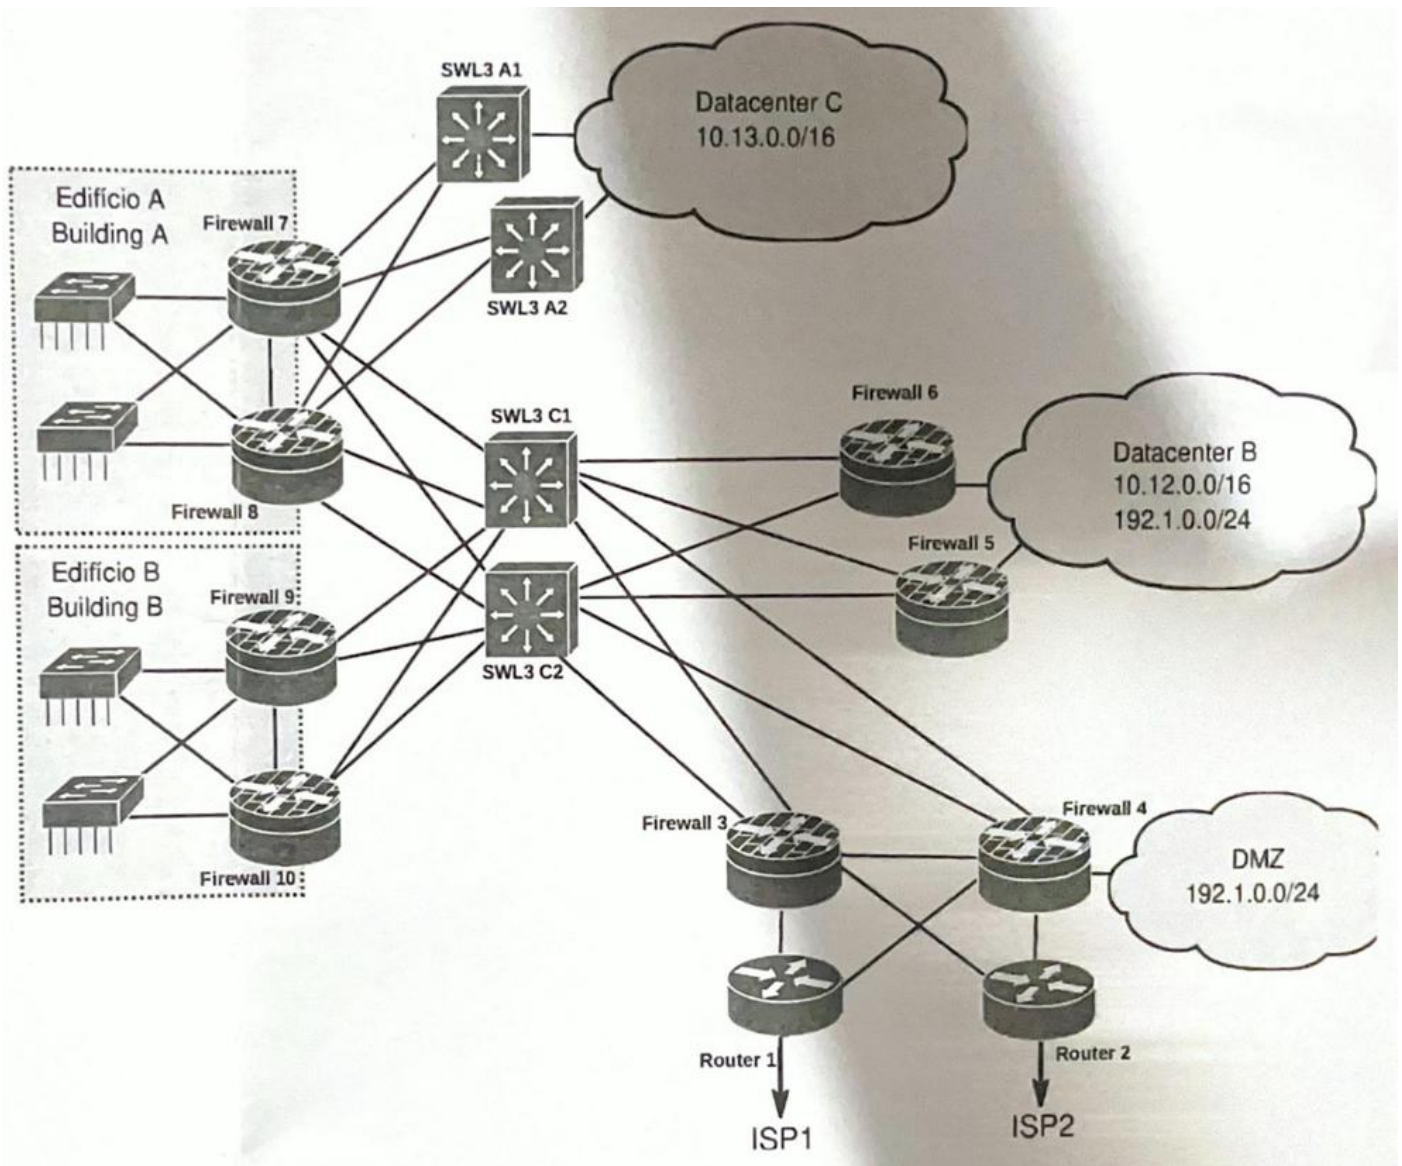 SWL3 A1
Datacenter C
10.13.0.0/16
Edifício A
Building A
Firewall 7
SWL3 A2
Firewall 6
SWL3 C1
Datacenter B
10.12.0.0/16
192.1.0.0/24
Firewall 8
Firewall 5
Edifício B
Building B
Firewall 9
SWL3 C2
Firewall 3
Firewall 4
DMZ
192.1.0.0/24
Firewall 10
Router 1
Router 2
ISP1
ISP2